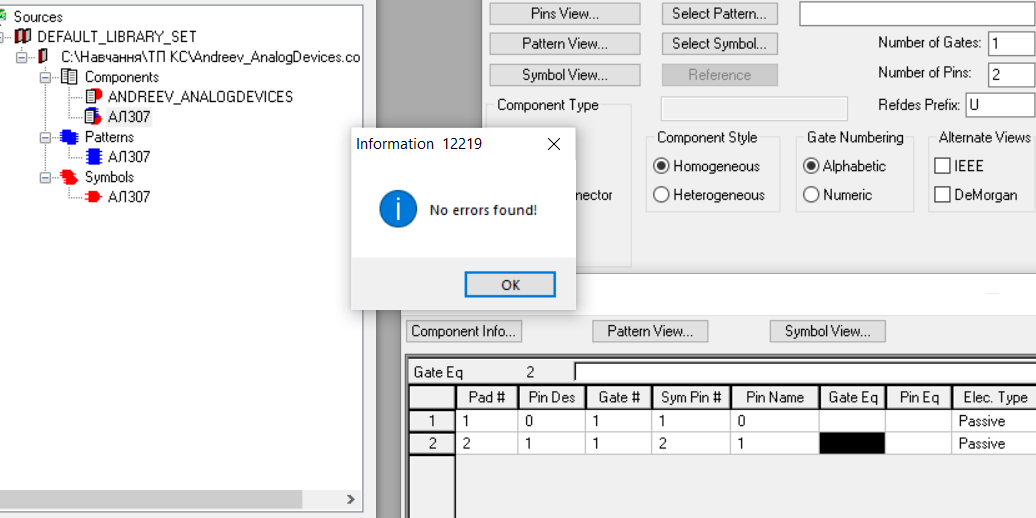 Sources
DEFAULT_LIBRARY_SET
C:\Навчання\ТП КС\Andreev_AnalogDevices.co
Components
ANDREEV_ANALOGDEVICES
АЛ307
Patterns
АЛ307
Symbols
АЛ307
Pins View... Select Pattern...
Pattern View... Select Symbol... Number of Gates: 1
Symbol View... Reference Number of Pins: 2
Component Type Refdes Prefix: U
Component Style Gate Numbering Alternate Views
Homogeneous Alphabetic IEEE
nector Heterogeneous Numeric DeMorgan
Information 12219
No errors found!
OK
Component Info... Pattern View... Symbol View...
Gate Eq 2
Pad # Pin Des Gate # Sym Pin # Pin Name Gate Eq Pin Eq Elec. Type
1 1 0 1 1 0 Passive
2 2 1 1 2 1 Passive